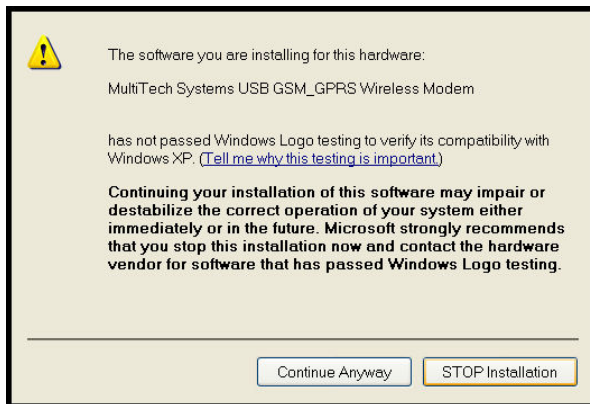 The software you are installing for this hardware:
MultiTech Systems USB GSM_GPRS Wireless Modem
has not passed Windows Logo testing to verify its compatibility with
Windows XP. (Tell me why this testing is important.)
Continuing your installation of this software may impair or
destabilize the correct operation of your system either
immediately or in the future. Microsoft strongly recommends
that you stop this installation now and contact the hardware
vendor for software that has passed Windows Logo testing.
Continue Anyway
STOP Installation